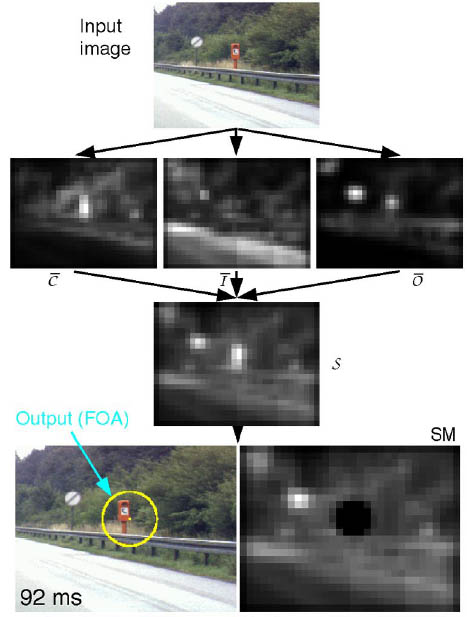 Input
image
C̅
I̅
O̅
S
Output (FOA)
SM
92 ms